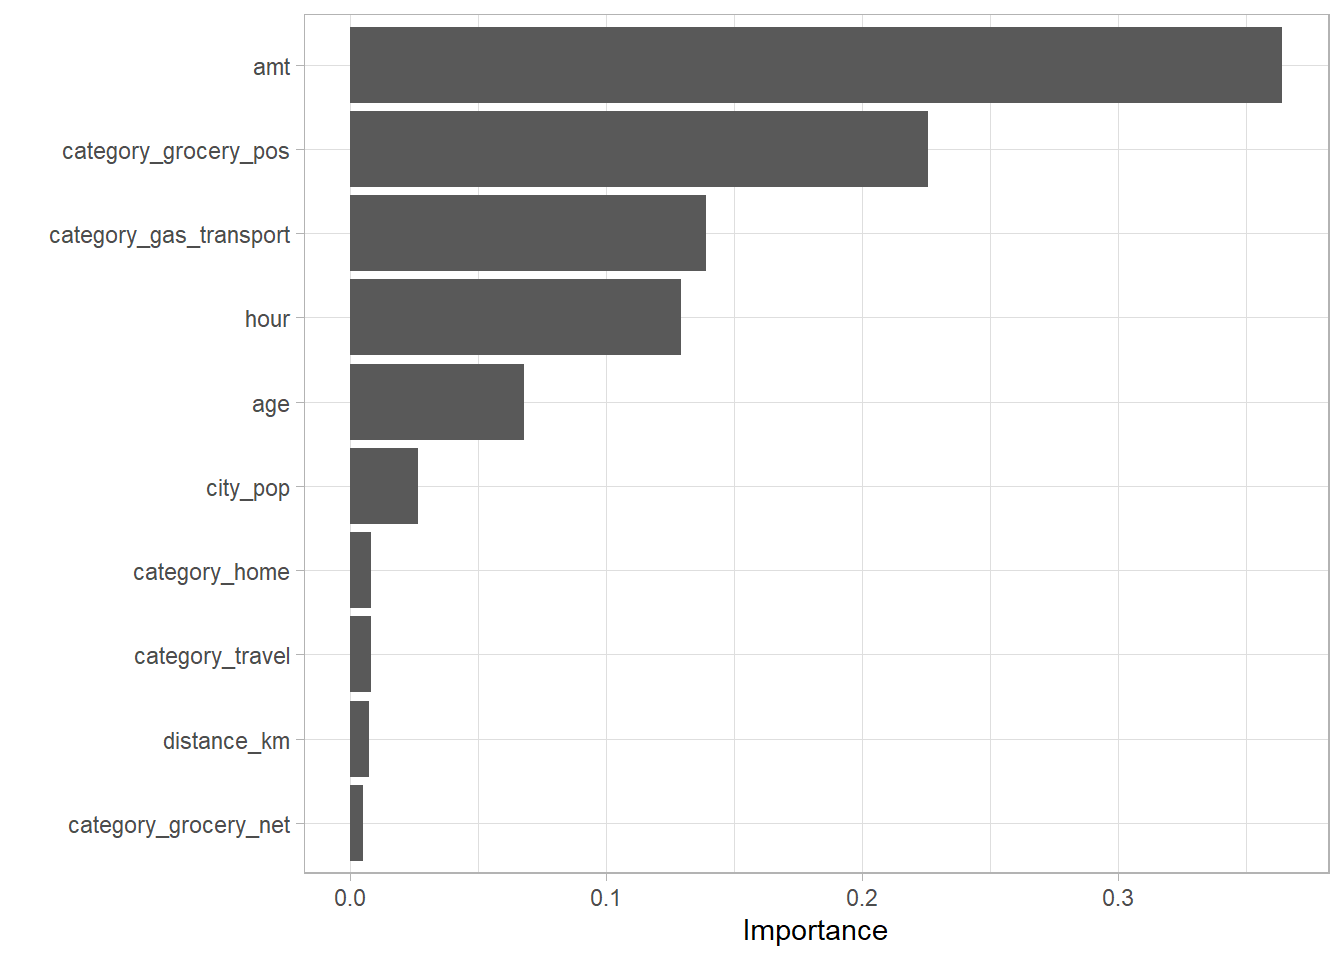 amt
category_grocery_pos
category_gas_transport
hour
age
city_pop
category_home
category_travel
distance_km
category_grocery_net
0.0 0.1 0.2 0.3
Importance